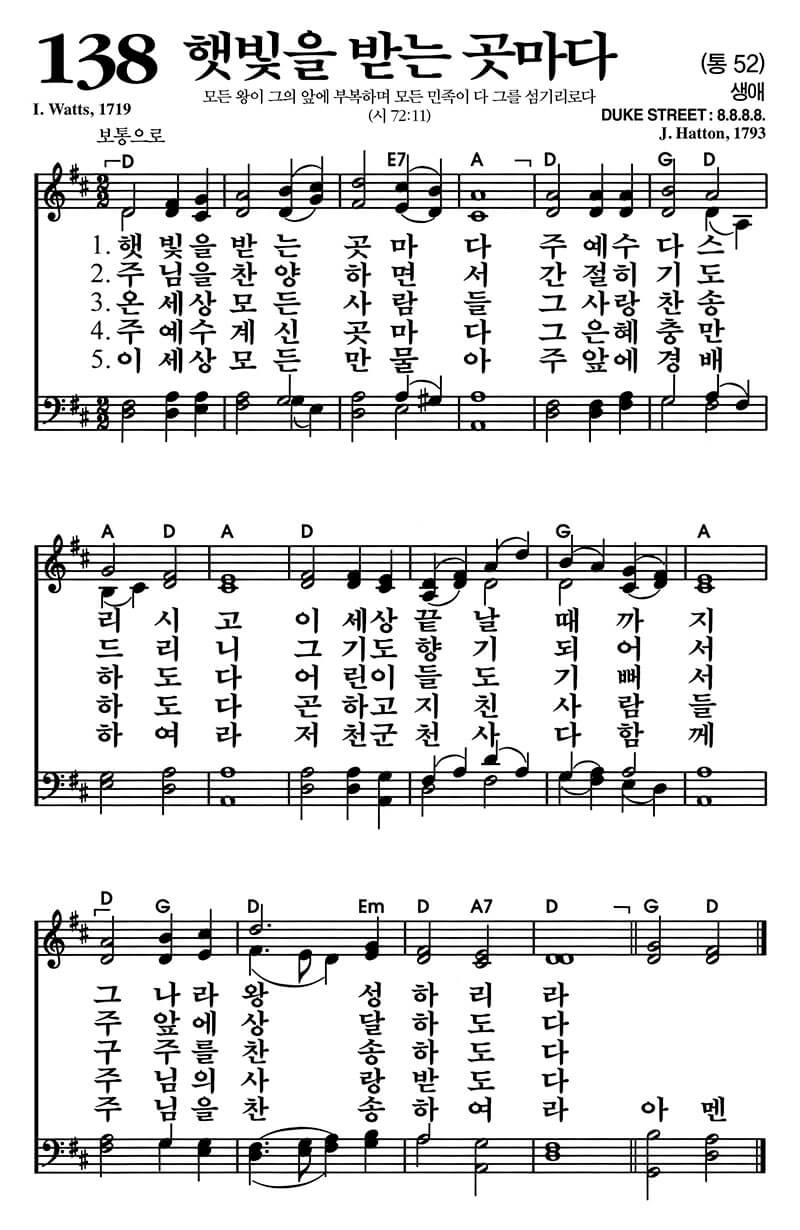 138 햇빛을 받는 곳마다 (통 52)
모든 왕이 그의 앞에 부복하며 모든 민족이 다 그를 섬기리로다 생애
I. Watts, 1719 (시 72:11) DUKE STREET : 8.8.8.8.
보통으로 J. Hatton, 1793
D E7 A D G D
1. 햇 빛 을 받 는 곳 마 다 주 예 수 다 스
2. 주 님 을 찬 양 하 면 서 간 절 히 기 도
3. 온 세 상 모 든 사 람 들 그 사 랑 찬 송
4. 주 예 수 계 신 곳 마 다 그 은 혜 충 만
5. 이 세 상 모 든 만 물 아 주 앞 에 경 배
A D A D G A
리 시 고 이 세 상 끝 날 때 까 지
드 리 니 그 기 도 향 기 되 어 서
하 도 다 어 린 이 들 도 기 뻐 서
하 도 다 곤 하 고 지 친 사 람 들
하 여 라 저 천 군 천 사 다 함 께
D G D Em D A7 D G D
그 나 라 왕 성 하 리 라
주 앞 에 상 달 하 도 다
구 주 를 찬 송 하 도 다
주 님 의 사 랑 받 도 다
주 님 을 찬 송 하 여 라 아 멘